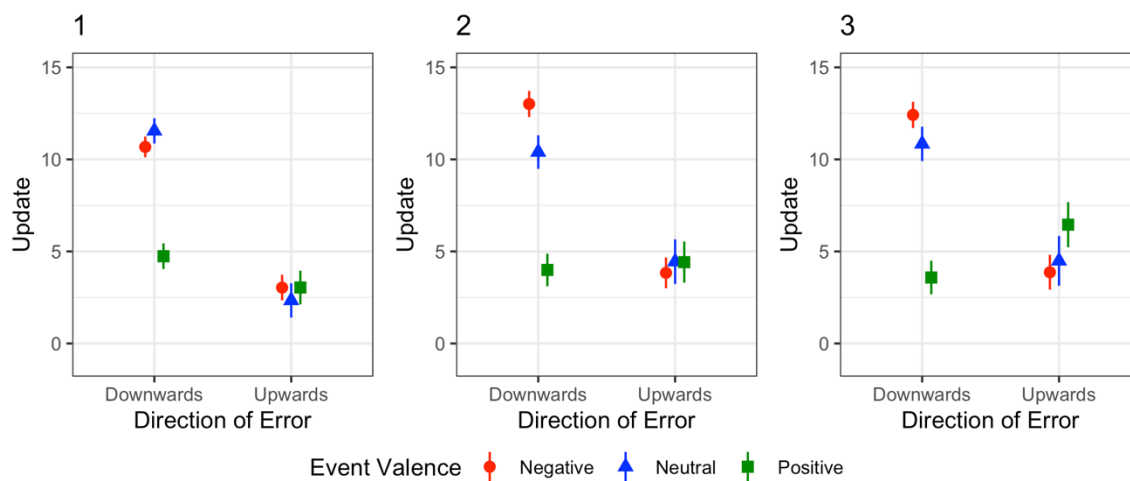 1
2
3
Update
15
10
5
0
Downwards
Upwards
Direction of Error
Update
15
10
5
0
Downwards
Upwards
Direction of Error
Update
15
10
5
0
Downwards
Upwards
Direction of Error
Event Valence Negative Neutral Positive